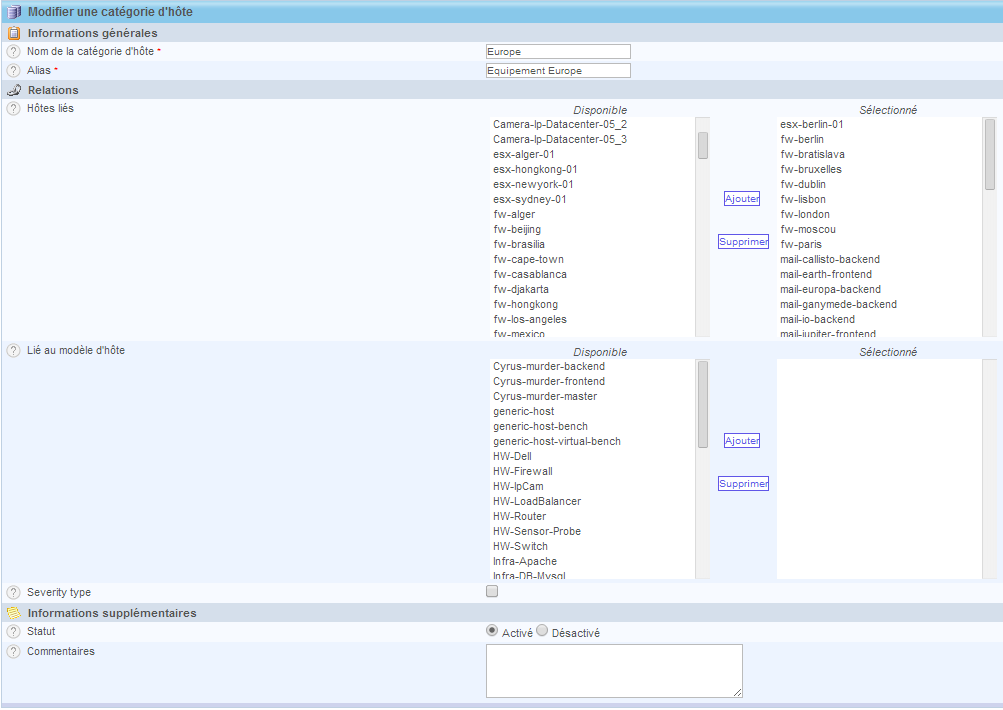 Modifier une catégorie d'hôte
Informations générales
? Nom de la catégorie d'hôte * Europe
? Alias * Equipement Europe
Relations
? Hôtes liés
Disponible
Camera-Ip-Datacenter-05_2
Camera-Ip-Datacenter-05_3
esx-alger-01
esx-hongkong-01
esx-newyork-01
esx-sydney-01
fw-alger
fw-beijing
fw-brasilia
fw-cape-town
fw-casablanca
fw-djakarta
fw-hongkong
fw-los-angeles
fw-mexico
Ajouter
Supprimer
Sélectionné
esx-berlin-01
fw-berlin
fw-bratislava
fw-bruxelles
fw-dublin
fw-lisbon
fw-london
fw-moscou
fw-paris
mail-callisto-backend
mail-earth-frontend
mail-europa-backend
mail-ganymede-backend
mail-io-backend
mail-jupiter-frontend
? Lié au modèle d'hôte
Disponible
Cyrus-murder-backend
Cyrus-murder-frontend
Cyrus-murder-master
generic-host
generic-host-bench
generic-host-virtual-bench
HW-Dell
HW-Firewall
HW-IpCam
HW-LoadBalancer
HW-Router
HW-Sensor-Probe
HW-Switch
Infra-Apache
Infra-DB-Mysql
Ajouter
Supprimer
Sélectionné
? Severity type
Informations supplémentaires
? Statut Activé Désactivé
? Commentaires